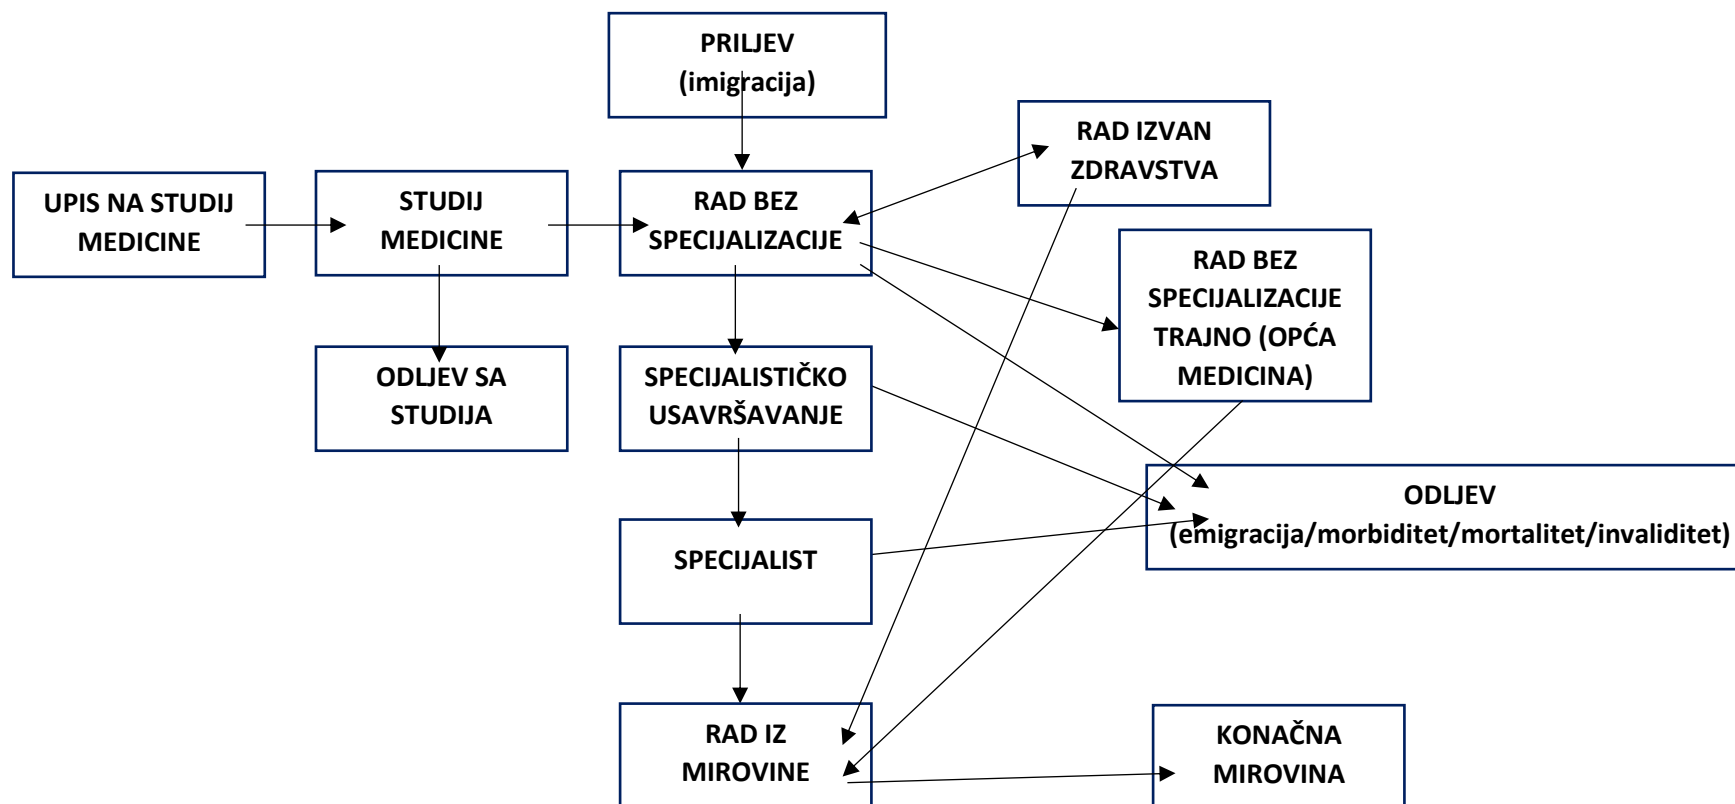 PRILJEV
(imigracija)
RAD IZVAN
ZDRAVSTVA
UPIS NA STUDIJ
MEDICINE
STUDIJ
MEDICINE
RAD BEZ
SPECIJALIZACIJE
RAD BEZ
SPECIJALIZACIJE
TRAJNO (OPĆA
MEDICINA)
ODLJEV SA
STUDIJA
SPECIJALISTIČKO
USAVRŠAVANJE
ODLJEV
(emigracija/morbiditet/mortalitet/invaliditet)
SPECIJALIST
RAD IZ
MIROVINE
KONAČNA
MIROVINA